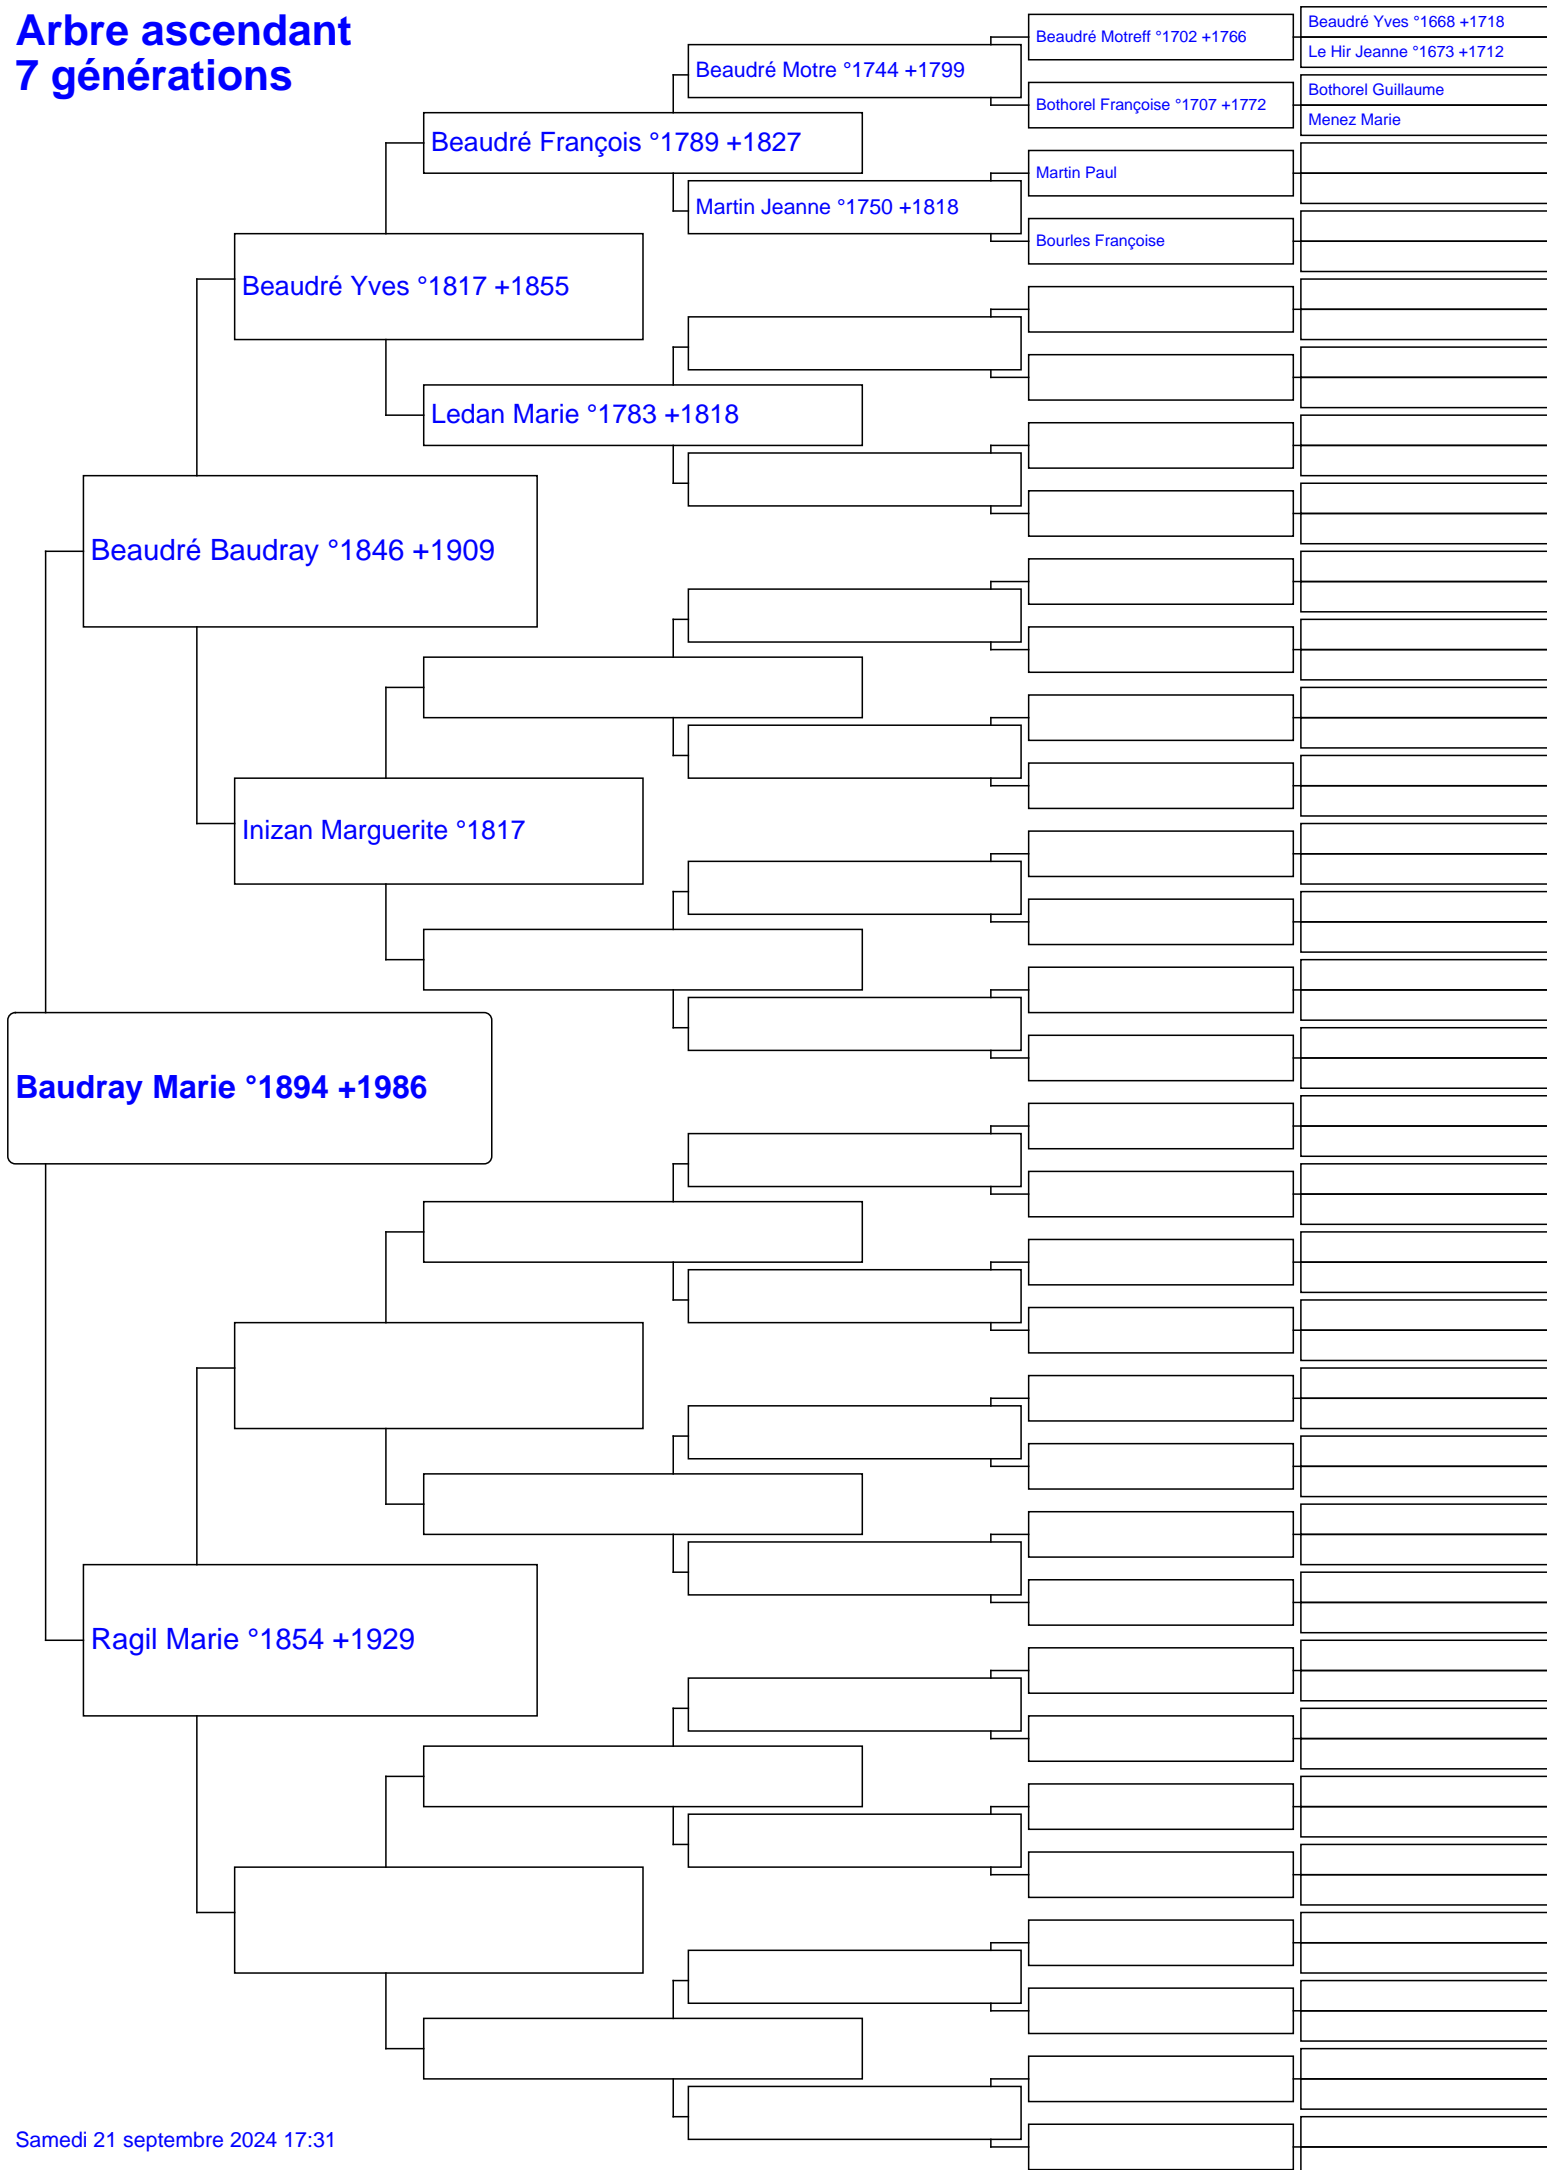 Arbre ascendant
7 générations
Beaudré Yves °1668 +1718
Beaudré Motreff °1702 +1766
Le Hir Jeanne °1673 +1712
Beaudré Motre °1744 +1799
Bothorel Guillaume
Bothorel Françoise °1707 +1772
Menez Marie
Beaudré François °1789 +1827
Martin Paul
Martin Jeanne °1750 +1818
Bourles Françoise
Beaudré Yves °1817 +1855
Ledan Marie °1783 +1818
Beaudré Baudray °1846 +1909
Inizan Marguerite °1817
Baudray Marie °1894 +1986
Ragil Marie °1854 +1929
Samedi 21 septembre 2024 17:31